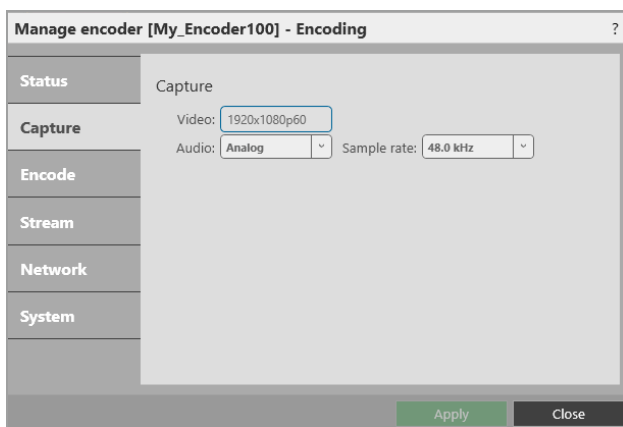 Manage encoder [My_Encoder100] - Encoding ?
Status
Capture
Encode
Stream
Network
System
Capture
Video: 1920x1080p60
Audio: Analog Sample rate: 48.0 kHz
Apply Close